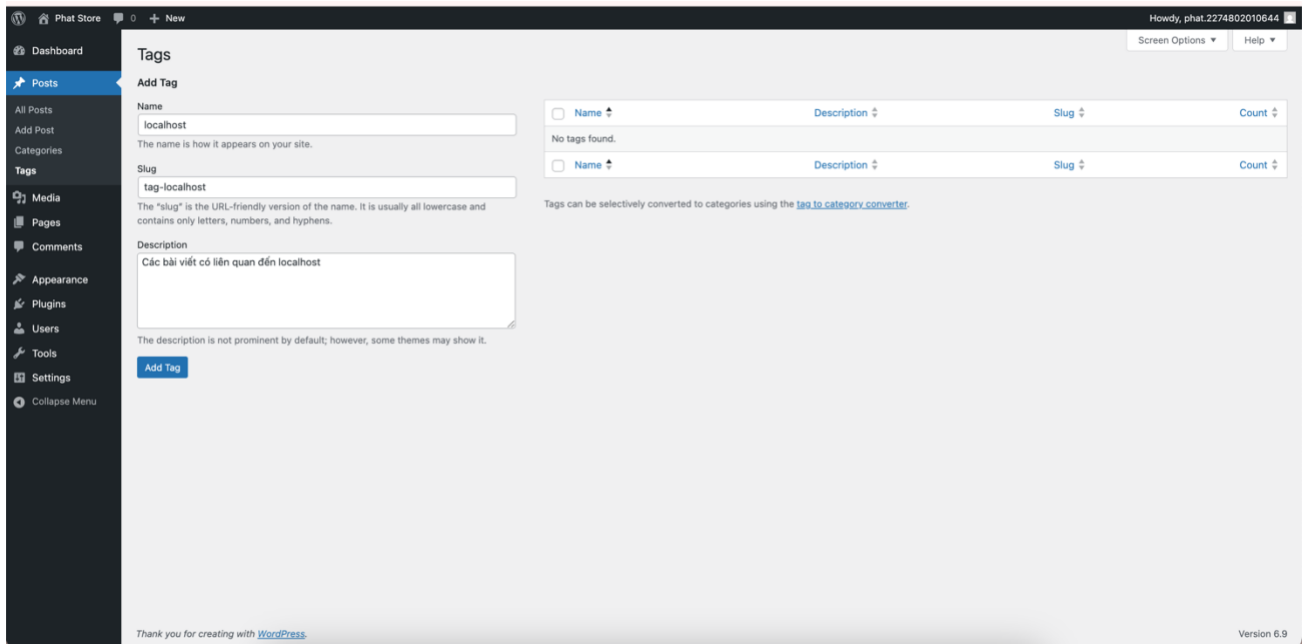 Phat Store 0 New Howdy, phat.2274802010644
Dashboard
Posts
All Posts
Add Post
Categories
Tags
Media
Pages
Comments
Appearance
Plugins
Users
Tools
Settings
Collapse Menu
Screen Options Help
Tags
Add Tag
Name
localhost
The name is how it appears on your site.
Slug
tag-localhost
The "slug" is the URL-friendly version of the name. It is usually all lowercase and
contains only letters, numbers, and hyphens.
Description
Các bài viết có liên quan đến localhost
The description is not prominent by default; however, some themes may show it.
Add Tag
Name Description Slug Count
No tags found.
Name Description Slug Count
Tags can be selectively converted to categories using the tag to category converter.
Thank you for creating with WordPress. Version 6.9